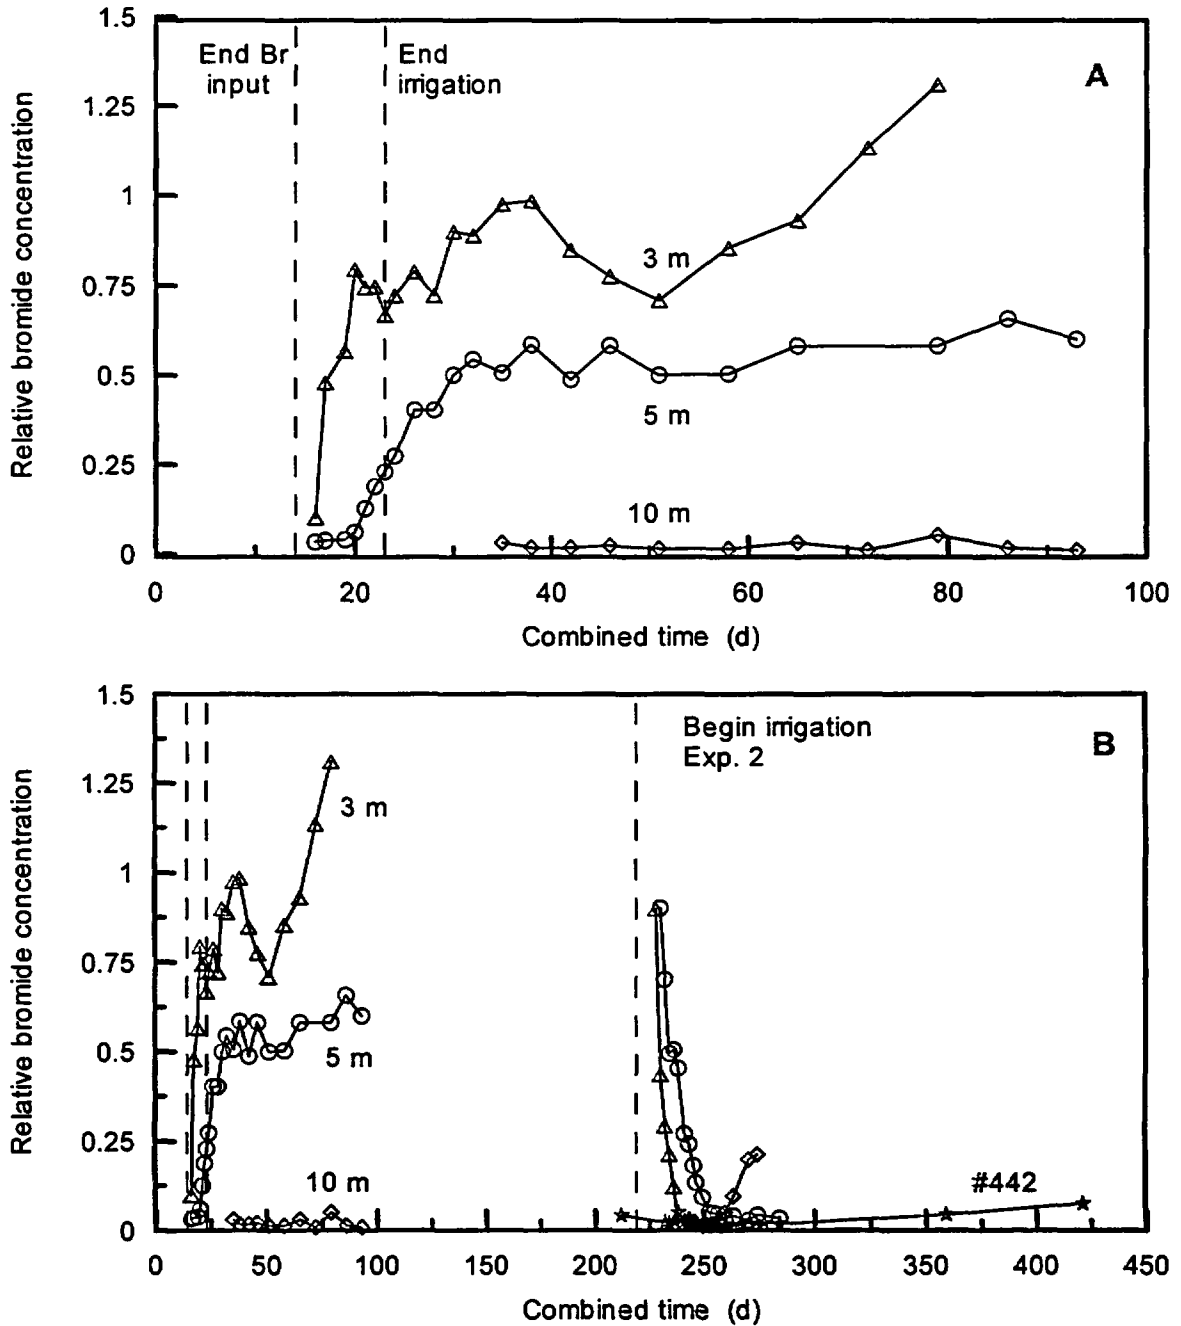 1.5
1.25
1
0.75
0.5
0.25
0
Relative bromide concentration
End Br
input
End
irrigation
A
3 m
5 m
10 m
0 20 40 60 80 100
Combined time (d)
1.5
1.25
1
0.75
0.5
0.25
0
Relative bromide concentration
Begin irrigation
Exp. 2
B
3 m
5 m
10 m
#442
0 50 100 150 200 250 300 350 400 450
Combined time (d)